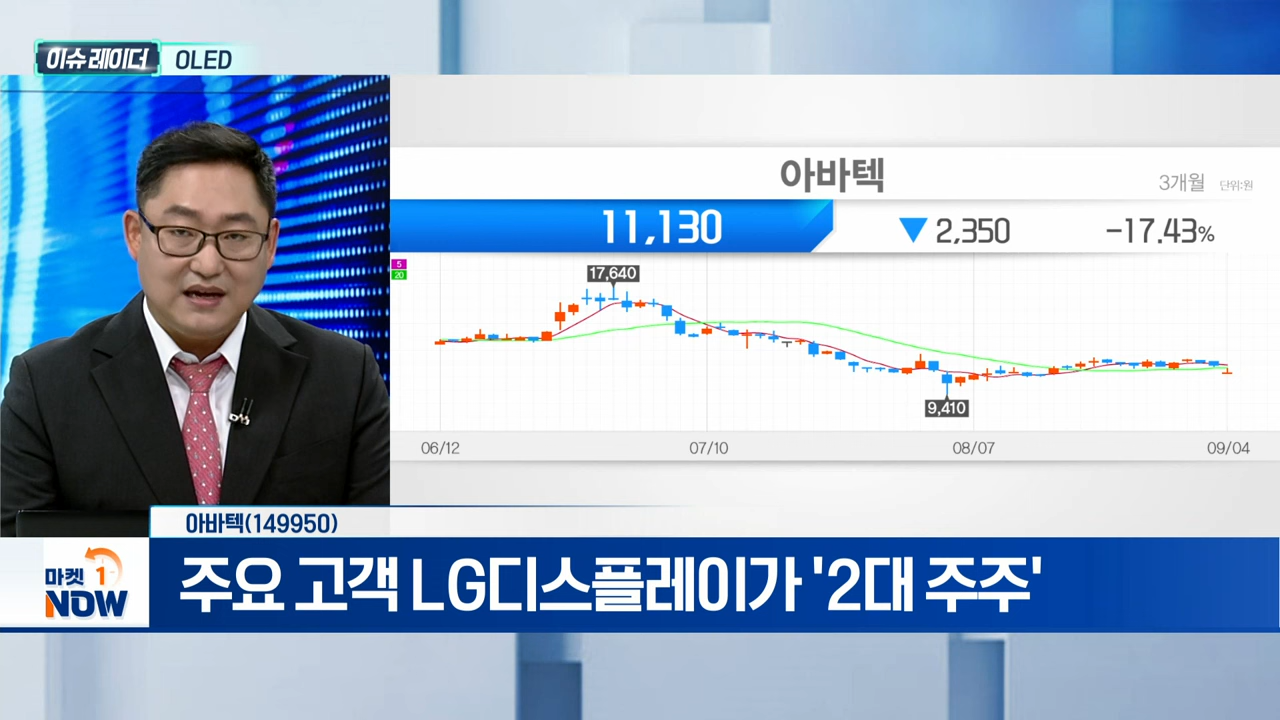 이슈레이더 OLED
아바텍
3개월 단위:원
11,130 ▼ 2,350 -17.43%
5
20
17,640
9,410
06/12 07/10 08/07 09/04
아바텍(149950)
마켓 1
NOW
주요 고객 LG디스플레이가 '2대 주주'